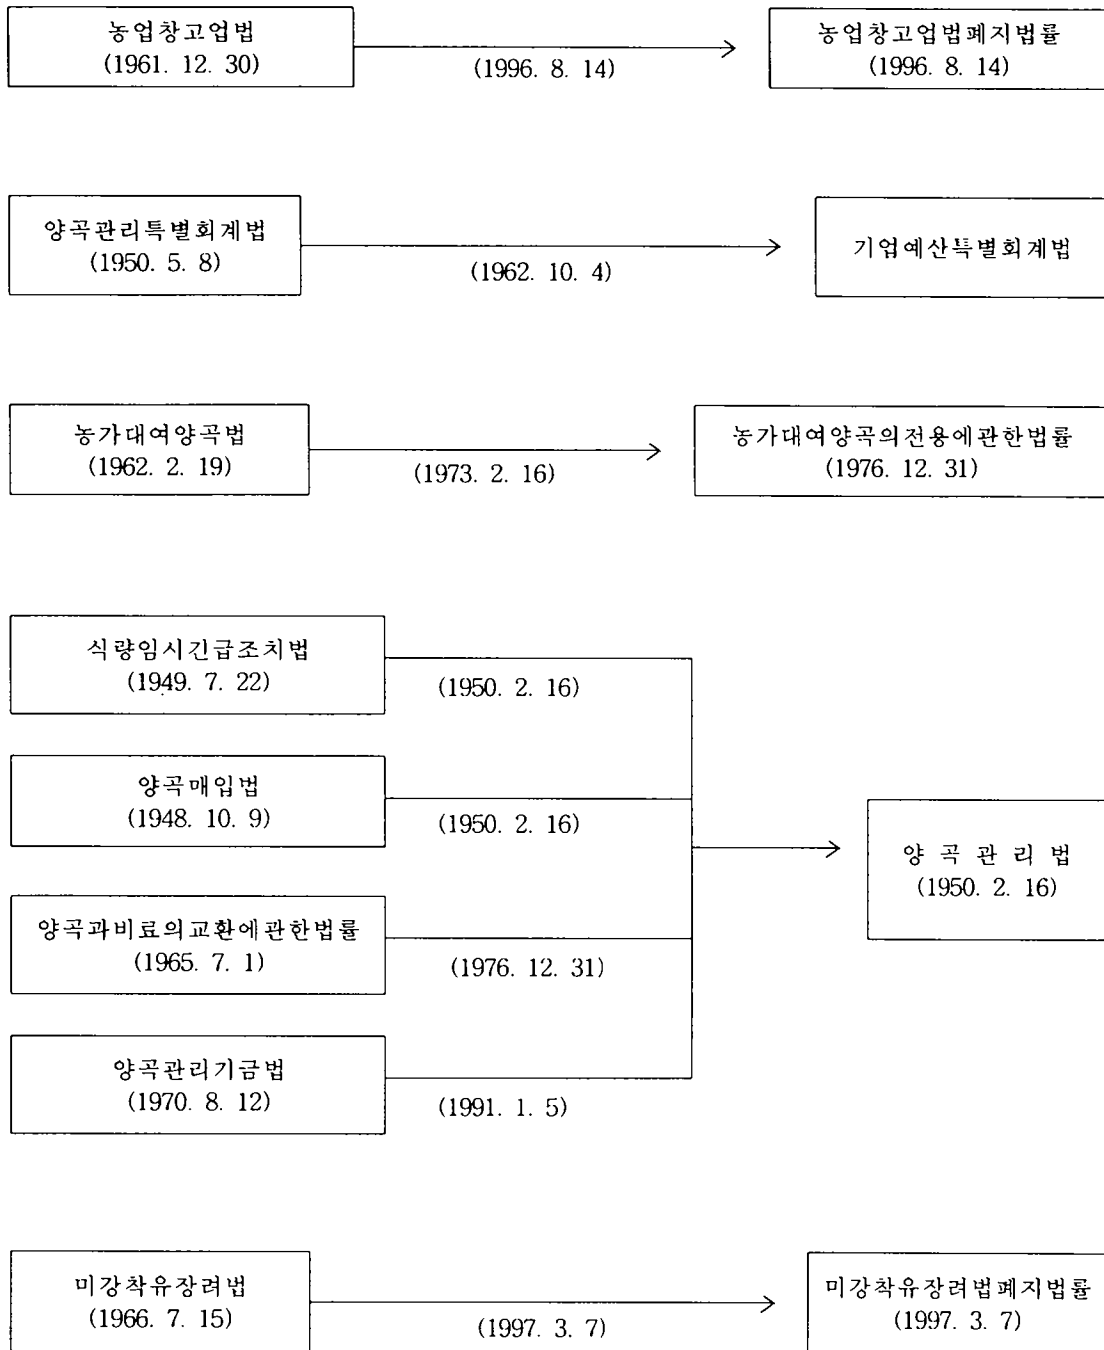 농업창고업법
(1961. 12. 30)
(1996. 8. 14)
농업창고업법폐지법률
(1996. 8. 14)
양곡관리특별회계법
(1950. 5. 8)
(1962. 10. 4)
기업예산특별회계법
농가대여양곡법
(1962. 2. 19)
(1973. 2. 16)
농가대여양곡의전용에관한법률
(1976. 12. 31)
식량임시긴급조치법
(1949. 7. 22)
(1950. 2. 16)
양곡매입법
(1948. 10. 9)
(1950. 2. 16)
양곡과비료의교환에관한법률
(1965. 7. 1)
(1976. 12. 31)
양곡관리기금법
(1970. 8. 12)
(1991. 1. 5)
양 곡 관 리 법
(1950. 2. 16)
미강착유장려법
(1966. 7. 15)
(1997. 3. 7)
미강착유장려법폐지법률
(1997. 3. 7)